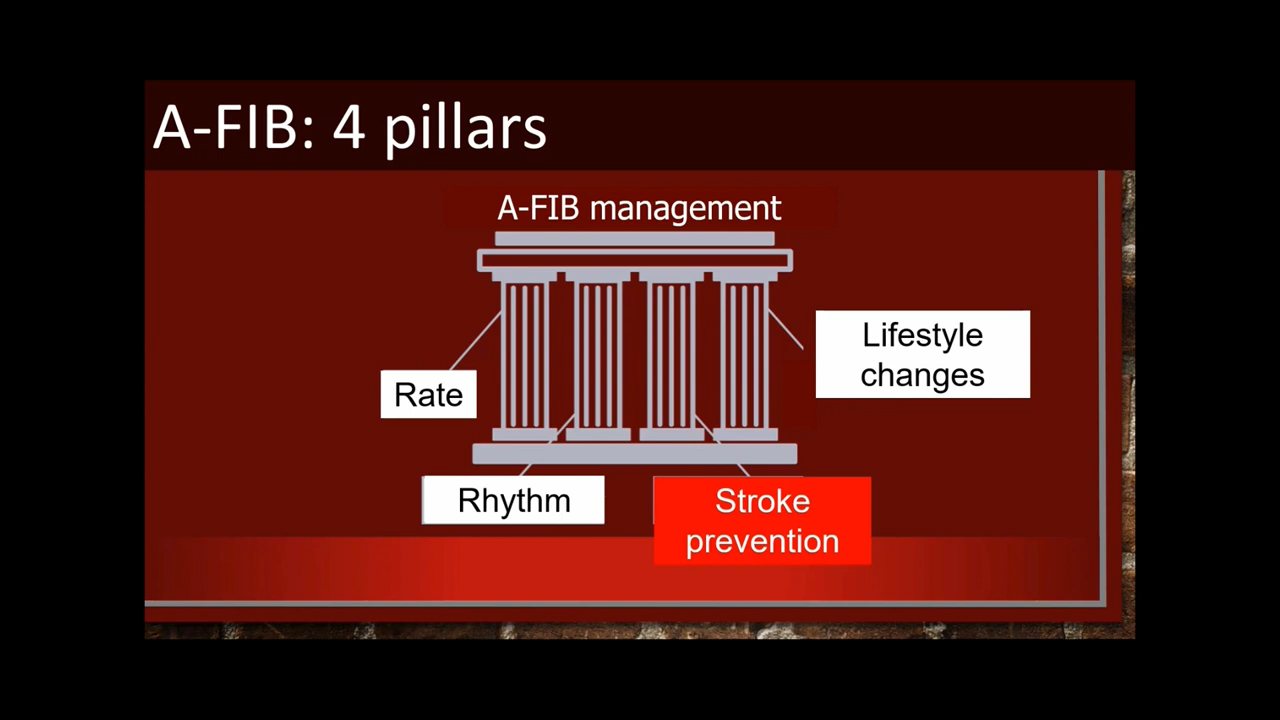 A-FIB: 4 pillars
A-FIB management
Lifestyle
changes
Rate
Rhythm
Stroke
prevention